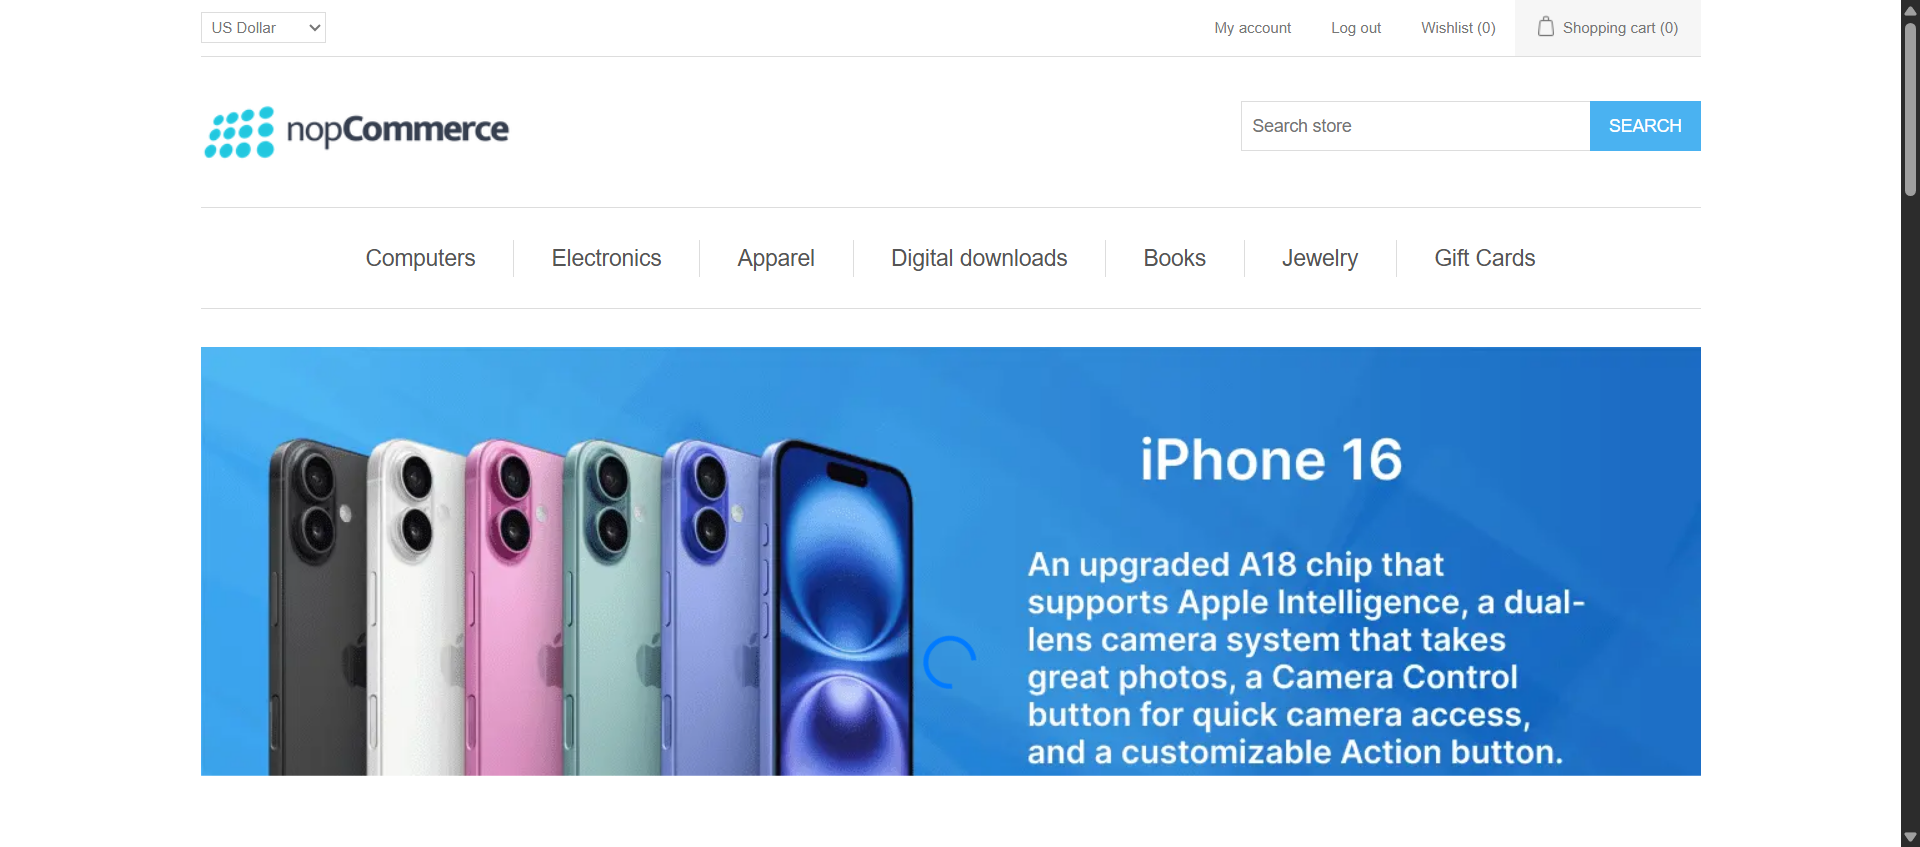 US Dollar
My account
Log out
Wishlist (0)
Shopping cart (0)
nopCommerce
Search store
SEARCH
Computers
Electronics
Apparel
Digital downloads
Books
Jewelry
Gift Cards
iPhone 16
An upgraded A18 chip that
supports Apple Intelligence, a dual-
lens camera system that takes
great photos, a Camera Control
button for quick camera access,
and a customizable Action button.